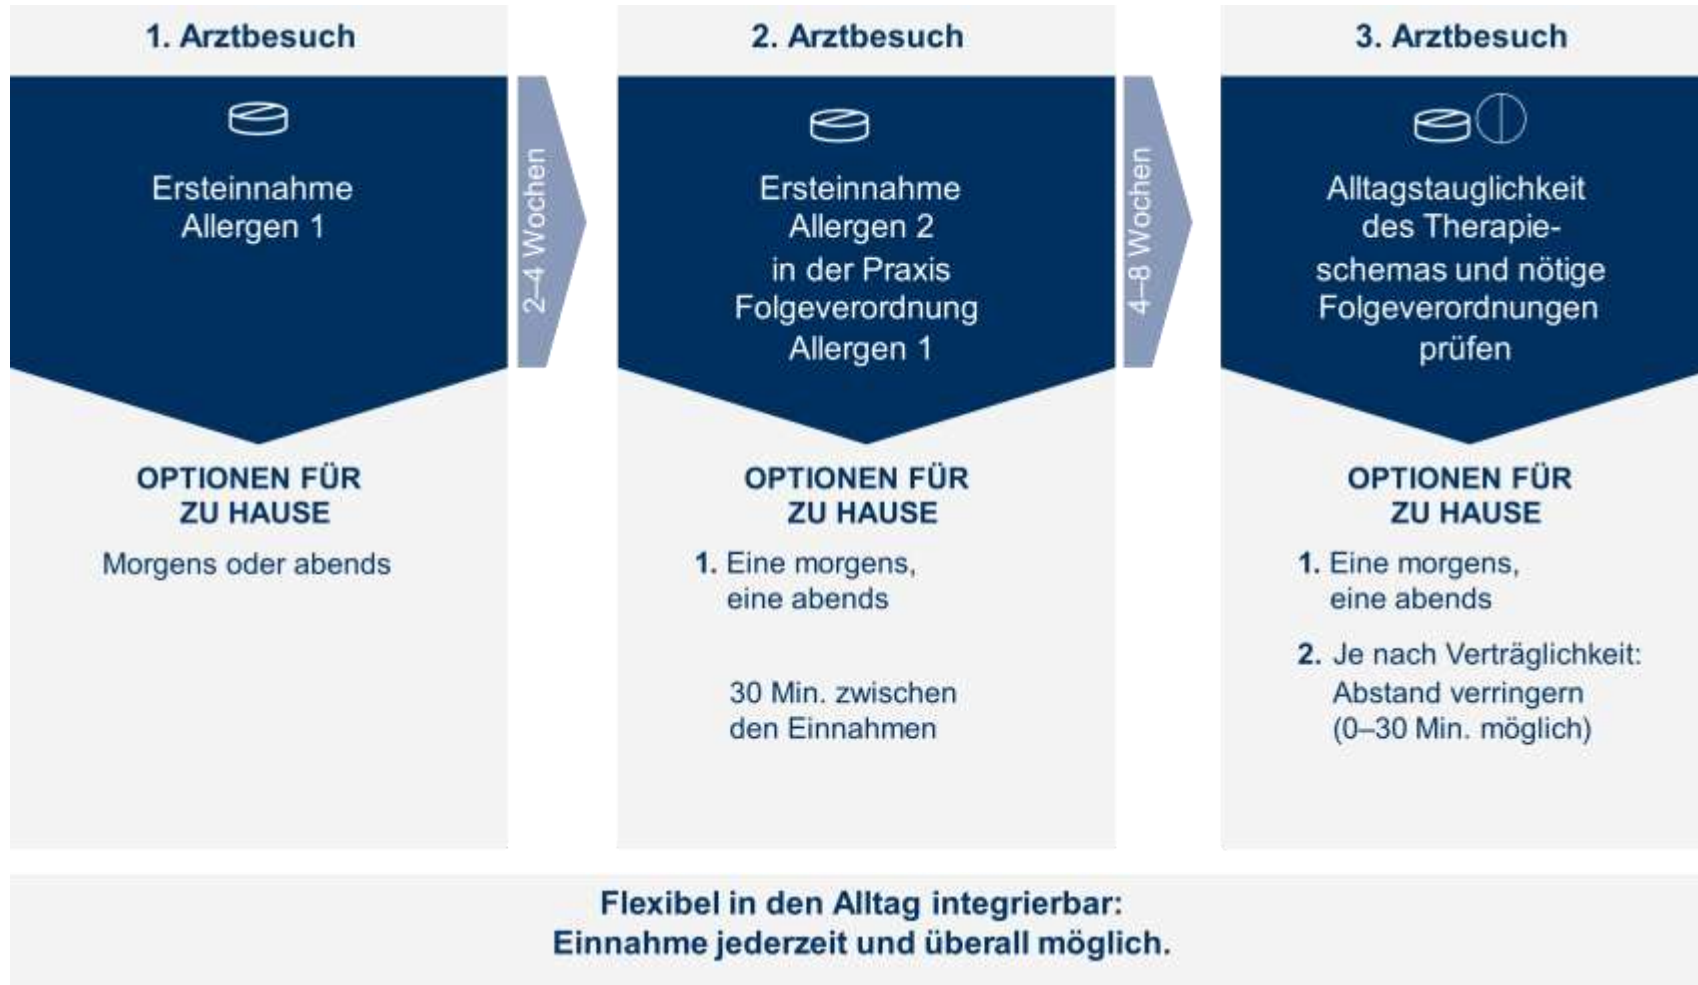 1. Arztbesuch
Ersteinnahme
Allergen 1
OPTIONEN FÜR
ZU HAUSE
Morgens oder abends
2–4 Wochen
2. Arztbesuch
Ersteinnahme
Allergen 2
in der Praxis
Folgeverordnung
Allergen 1
OPTIONEN FÜR
ZU HAUSE
1. Eine morgens,
eine abends
30 Min. zwischen
den Einnahmen
4–8 Wochen
3. Arztbesuch
Alltagstauglichkeit
des Therapie-
schemas und nötige
Folgeverordnungen
prüfen
OPTIONEN FÜR
ZU HAUSE
1. Eine morgens,
eine abends
2. Je nach Verträglichkeit:
Abstand verringern
(0–30 Min. möglich)
Flexibel in den Alltag integrierbar:
Einnahme jederzeit und überall möglich.